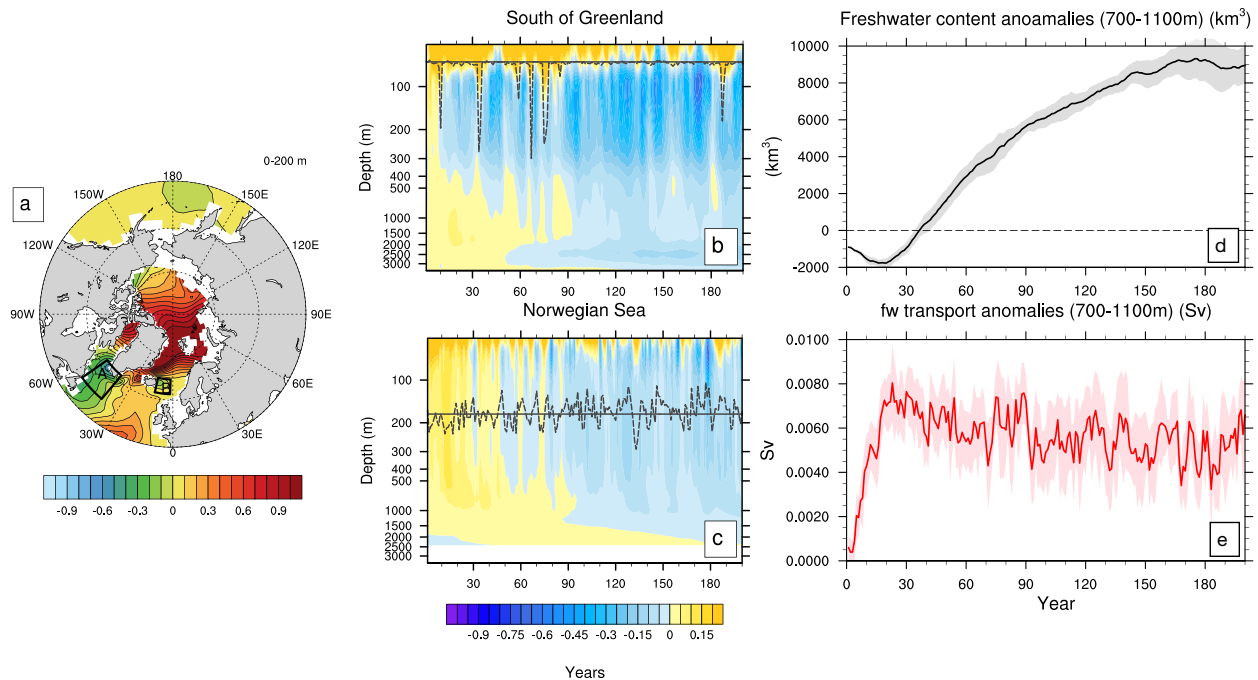 a
0-200 m
180
150W
150E
120W
120E
90W
90E
60W
60E
30W
30E
0
A
B
-0.9 -0.6 -0.3 0 0.3 0.6 0.9
South of Greenland
Depth (m)
100
200
300
400
500
1000
1500
2000
2500
3000
b
30 60 90 120 150 180
Norwegian Sea
Depth (m)
100
200
300
400
500
1000
1500
2000
2500
3000
c
30 60 90 120 150 180
-0.9 -0.75 -0.6 -0.45 -0.3 -0.15 0 0.15
Years
Freshwater content anoamalies (700-1100m) (km³)
(km³)
10000
8000
6000
4000
2000
0
-2000
d
0 30 60 90 120 150 180
fw transport anomalies (700-1100m) (Sv)
Sv
0.0100
0.0080
0.0060
0.0040
0.0020
0.0000
e
0 30 60 90 120 150 180
Year